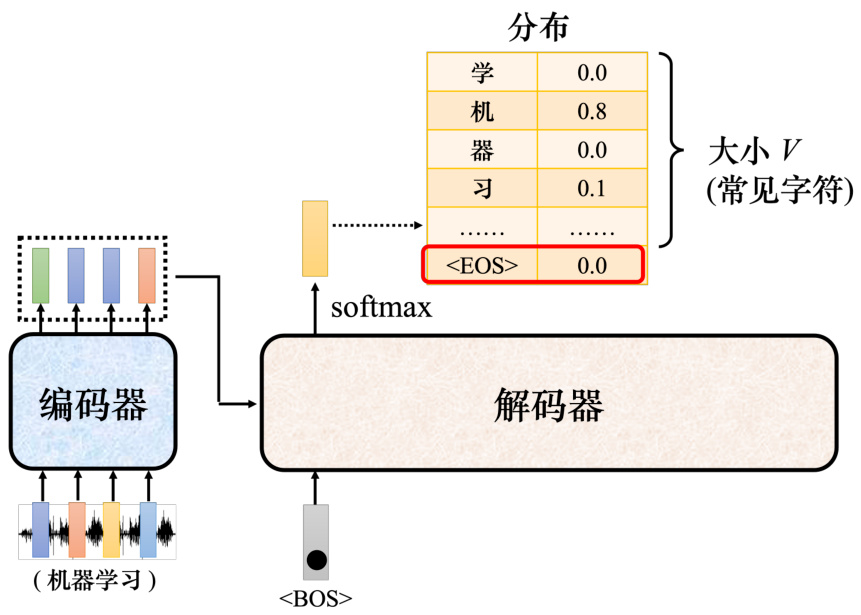 分布
学 0.0
机 0.8
器 0.0
习 0.1
…… ……
<EOS> 0.0
大小 V
(常见字符)
softmax
编码器
解码器
(机器学习)
<BOS>